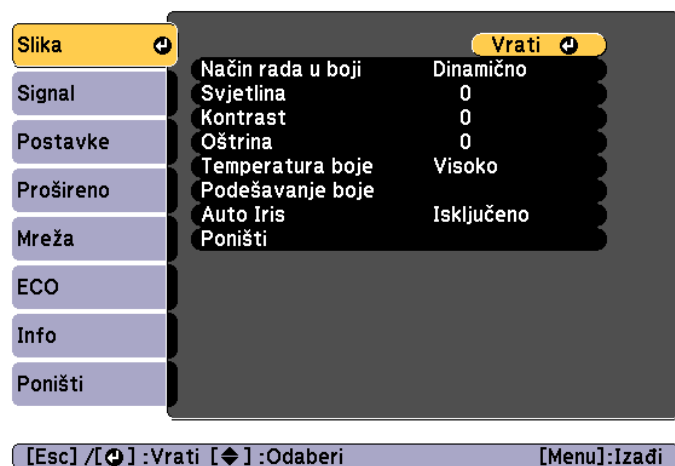 Slika
Signal
Postavke
Prošireno
Mreža
ECO
Info
Poništi
Vrati
Način rada u boji Dinamično
Svjetlina 0
Kontrast 0
Oštrina 0
Temperatura boje Visoko
Podešavanje boje
Auto Iris Isključeno
Poništi
[Esc] /[ ] :Vrati [ ] :Odaberi [Menu]:Izađi